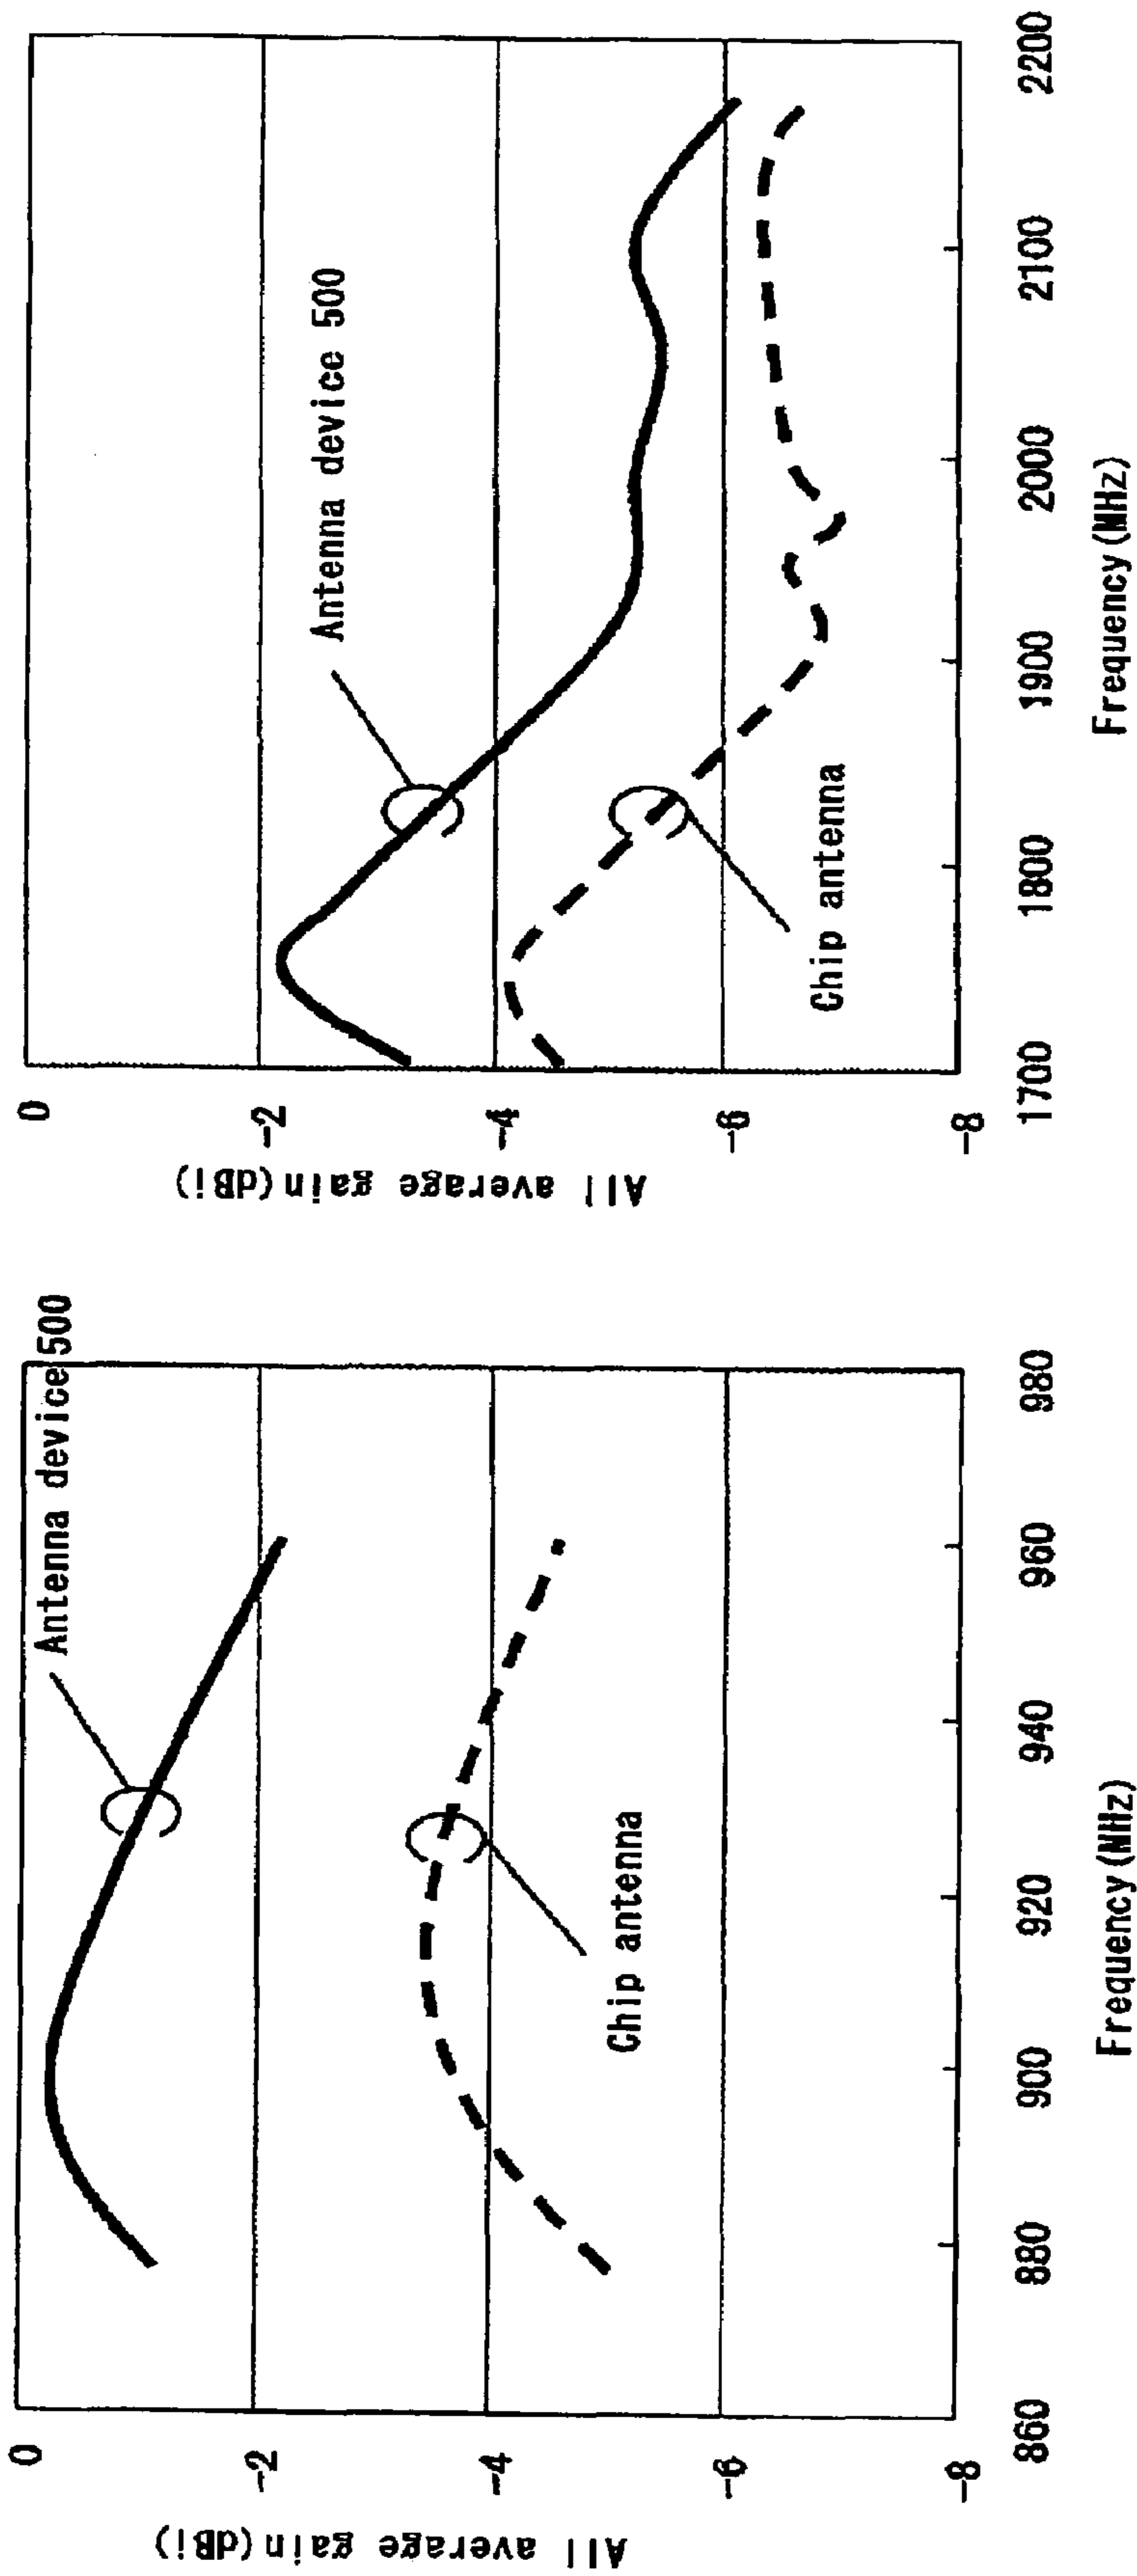 All average gain(dBi)
0
-2
-4
-6
-8
Antenna device 500
Chip antenna
860
880
900
920
940
960
980
Frequency(MHz)
All average gain(dBi)
0
-2
-4
-6
-8
Antenna device 500
Chip antenna
1700
1800
1900
2000
2100
2200
Frequency(MHz)